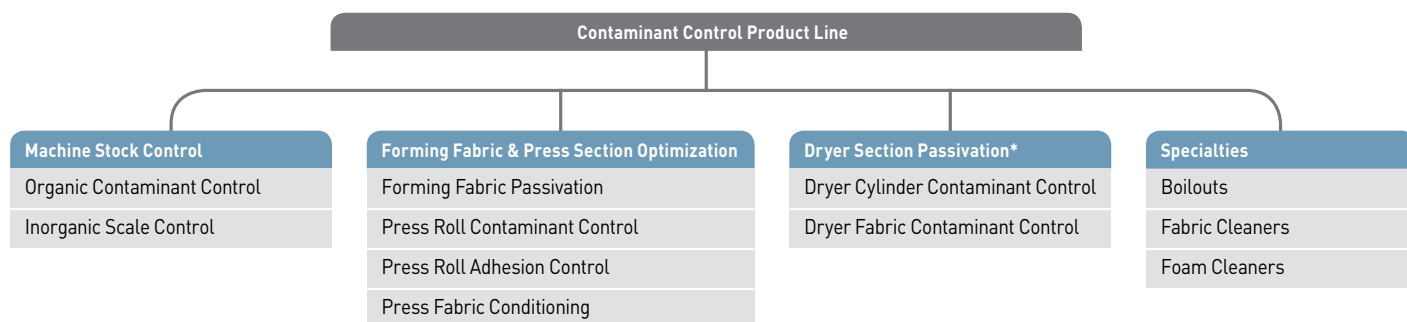 Contaminant Control Product Line
Machine Stock Control
Organic Contaminant Control
Inorganic Scale Control
Forming Fabric & Press Section Optimization
Forming Fabric Passivation
Press Roll Contaminant Control
Press Roll Adhesion Control
Press Fabric Conditioning
Dryer Section Passivation*
Dryer Cylinder Contaminant Control
Dryer Fabric Contaminant Control
Specialties
Boilouts
Fabric Cleaners
Foam Cleaners